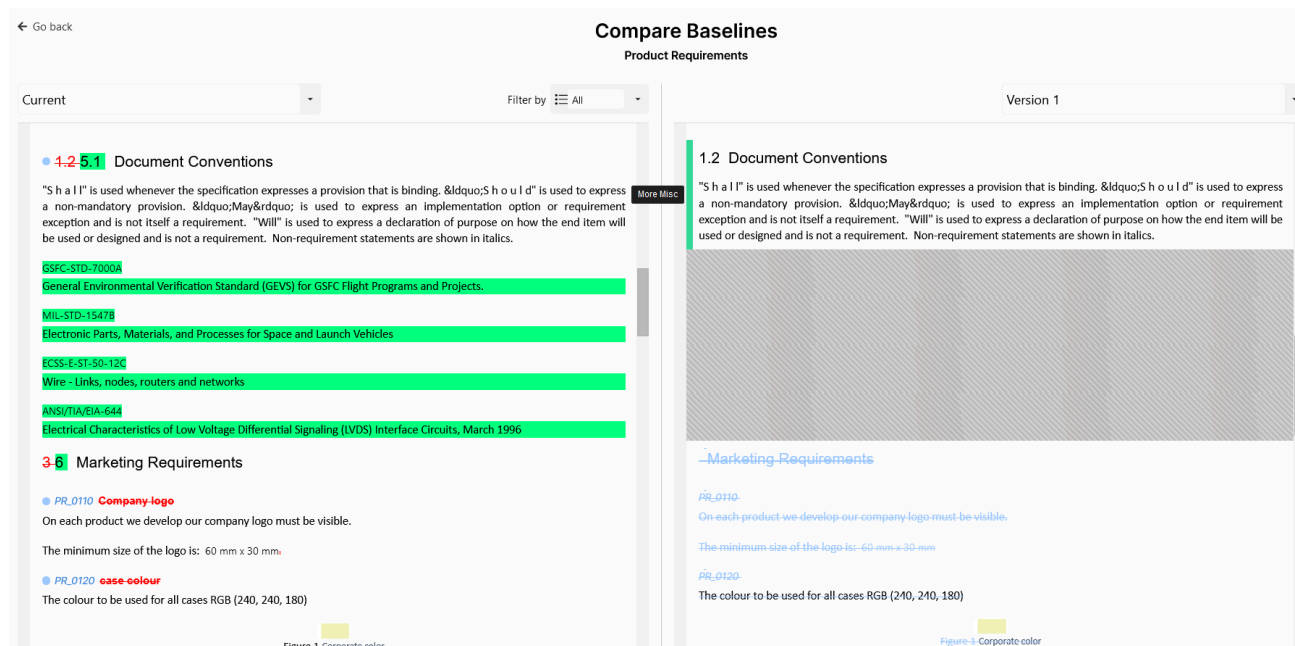 Go back
Compare Baselines
Product Requirements
Current
Filter by All
Version 1
1.2 5.1 Document Conventions
"S h a l l" is used whenever the specification expresses a provision that is binding. &ldquo;S h o u l d" is used to express
a non-mandatory provision. &ldquo;May&rdquo; is used to express an implementation option or requirement
exception and is not itself a requirement. "Will" is used to express a declaration of purpose on how the end item will
be used or designed and is not a requirement. Non-requirement statements are shown in italics.
GSFC-STD-7000A
General Environmental Verification Standard (GEVS) for GSFC Flight Programs and Projects.
MIL-STD-1547B
Electronic Parts, Materials, and Processes for Space and Launch Vehicles
ECSS-E-ST-50-12C
Wire - Links, nodes, routers and networks
ANSI/TIA/EIA-644
Electrical Characteristics of Low Voltage Differential Signaling (LVDS) Interface Circuits, March 1996
3 6 Marketing Requirements
PR_0110 Company logo
On each product we develop our company logo must be visible.
The minimum size of the logo is: 60 mm x 30 mm.
PR_0120 case colour
The colour to be used for all cases RGB (240, 240, 180)
Figure 1 Corporate color
More Misc
1.2 Document Conventions
"S h a l l" is used whenever the specification expresses a provision that is binding. &ldquo;S h o u l d" is used to express
a non-mandatory provision. &ldquo;May&rdquo; is used to express an implementation option or requirement
exception and is not itself a requirement. "Will" is used to express a declaration of purpose on how the end item will be
used or designed and is not a requirement. Non-requirement statements are shown in italics.
Marketing Requirements
PR_0110
On each product we develop our company logo must be visible.
The minimum size of the logo is: 60 mm x 30 mm
PR_0120
The colour to be used for all cases RGB (240, 240, 180)
Figure 1 Corporate color